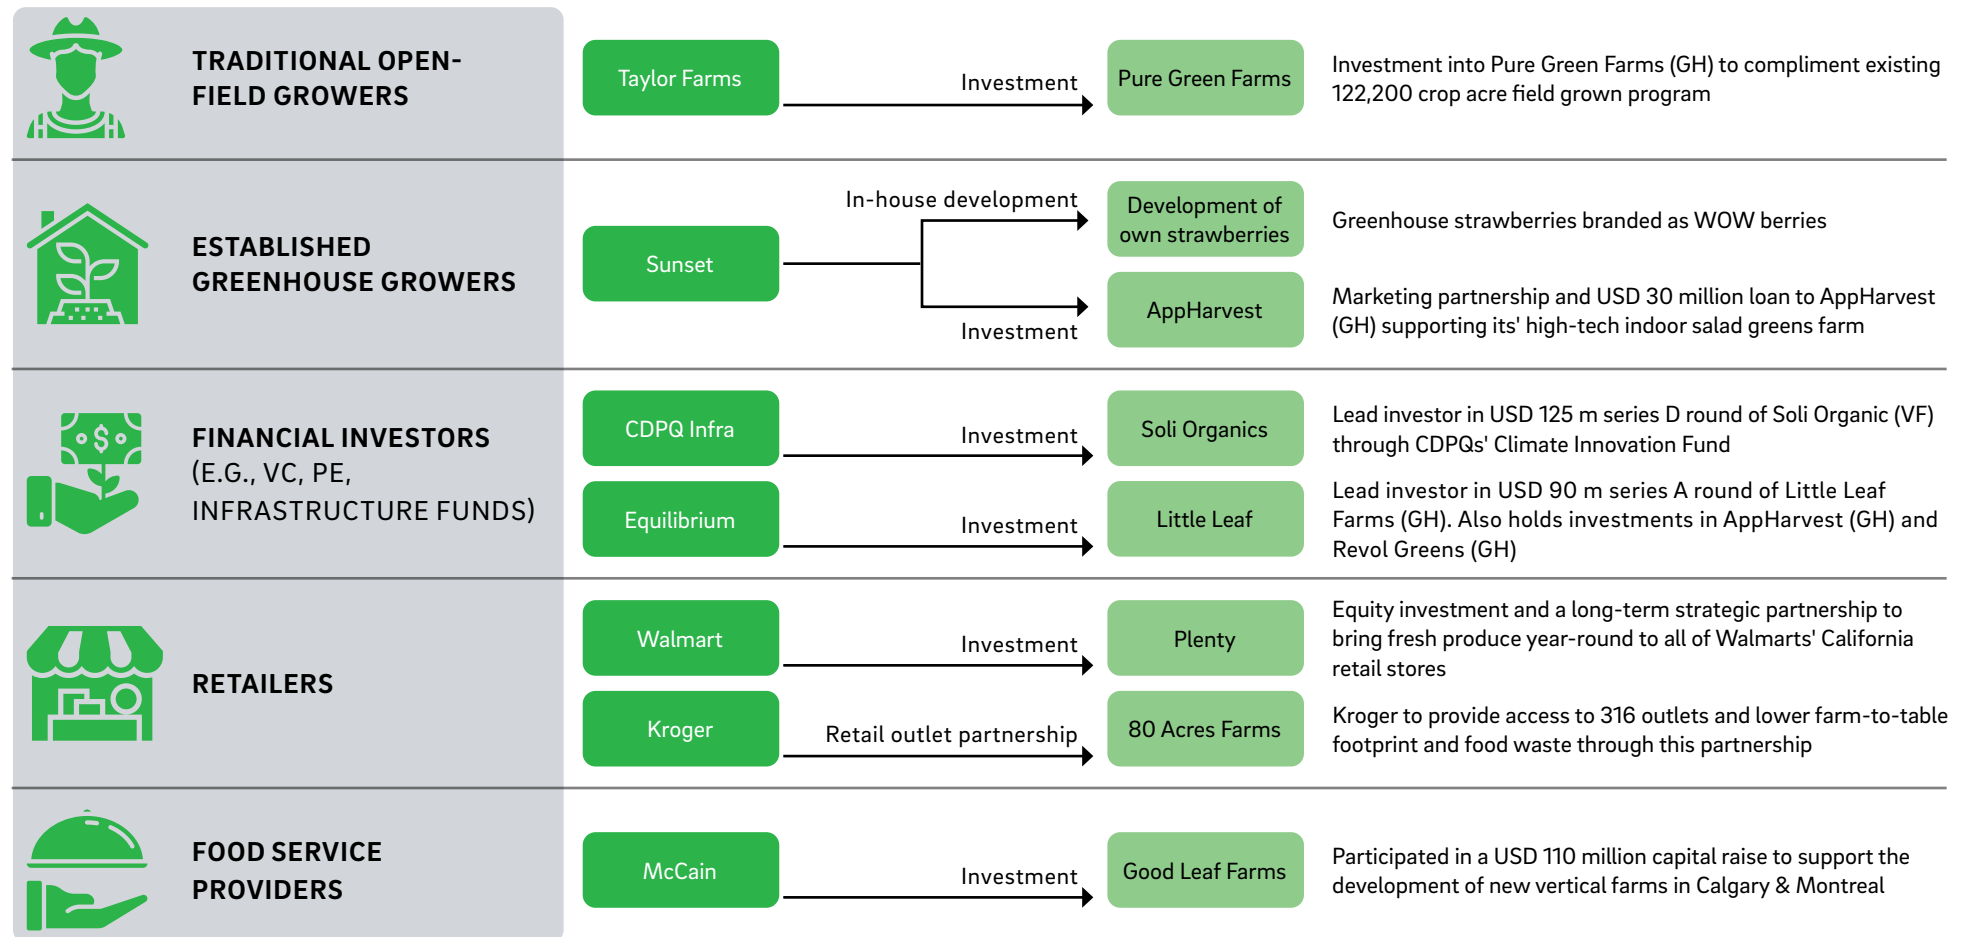 TRADITIONAL OPEN-
FIELD GROWERS
Taylor Farms
Investment
Pure Green Farms
Investment into Pure Green Farms (GH) to compliment existing
122,200 crop acre field grown program
ESTABLISHED
GREENHOUSE GROWERS
Sunset
In-house development
Development of
own strawberries
Greenhouse strawberries branded as WOW berries
Investment
AppHarvest
Marketing partnership and USD 30 million loan to AppHarvest
(GH) supporting its' high-tech indoor salad greens farm
FINANCIAL INVESTORS
(E.G., VC, PE,
INFRASTRUCTURE FUNDS)
CDPQ Infra
Investment
Soli Organics
Lead investor in USD 125 m series D round of Soli Organic (VF)
through CDPQs' Climate Innovation Fund
Equilibrium
Investment
Little Leaf
Lead investor in USD 90 m series A round of Little Leaf
Farms (GH). Also holds investments in AppHarvest (GH) and
Revol Greens (GH)
RETAILERS
Walmart
Investment
Plenty
Equity investment and a long-term strategic partnership to
bring fresh produce year-round to all of Walmarts' California
retail stores
Kroger
Retail outlet partnership
80 Acres Farms
Kroger to provide access to 316 outlets and lower farm-to-table
footprint and food waste through this partnership
FOOD SERVICE
PROVIDERS
McCain
Investment
Good Leaf Farms
Participated in a USD 110 million capital raise to support the
development of new vertical farms in Calgary & Montreal